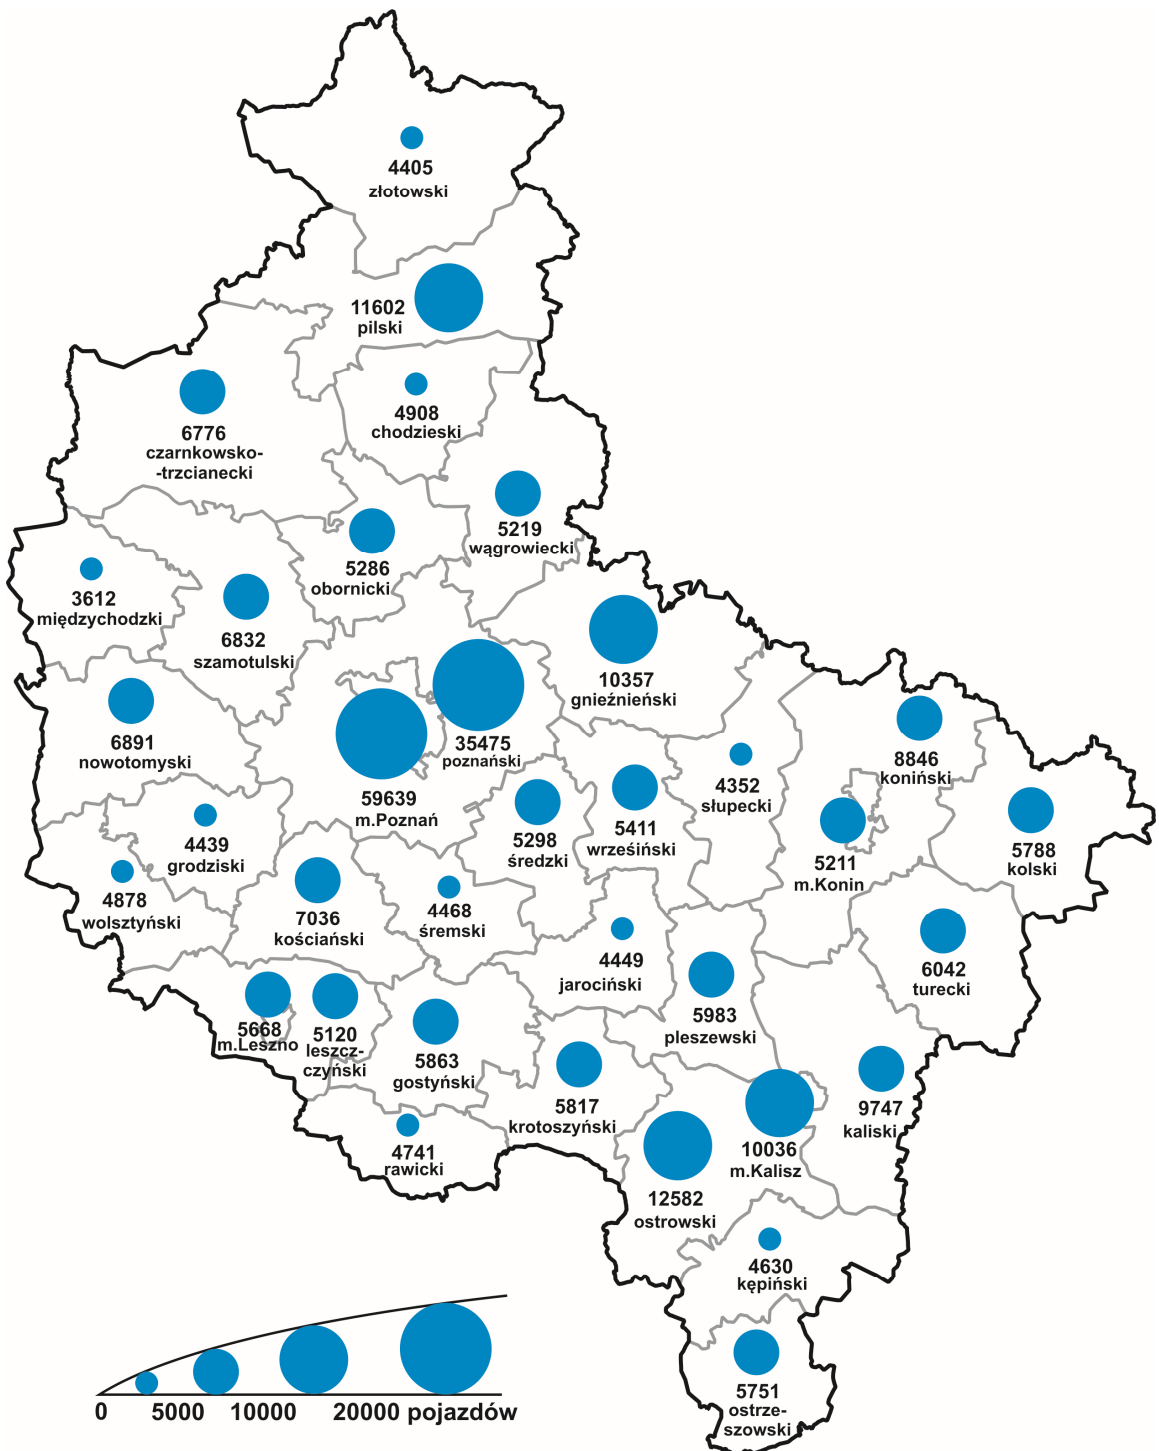 4405
złotowski
11602
pilski
4908
chodzieski
6776
czarnkowsko-
-trzcianecki
5219
wągrowiecki
5286
obornicki
3612
międzychodzki
6832
szamotulski
10357
gnieźnieński
6891
nowotomyski
35475
poznański
59639
m.Poznań
8846
koniński
4352
słupecki
4439
grodziski
5298
średzki
5411
wrześiński
5211
m.Konin
5788
kolski
4878
wolsztyński
7036
kościański
4468
śremski
4449
jarociński
6042
turecki
5668
m.Leszno
5120
leszcz-
czyński
5863
gostyński
5983
pleszewski
5817
krotoszyński
9747
kaliski
4741
rawicki
10036
m.Kalisz
12582
ostrowski
4630
kępiński
5751
ostrze-
szowski
0 5000 10000 20000 pojazdów